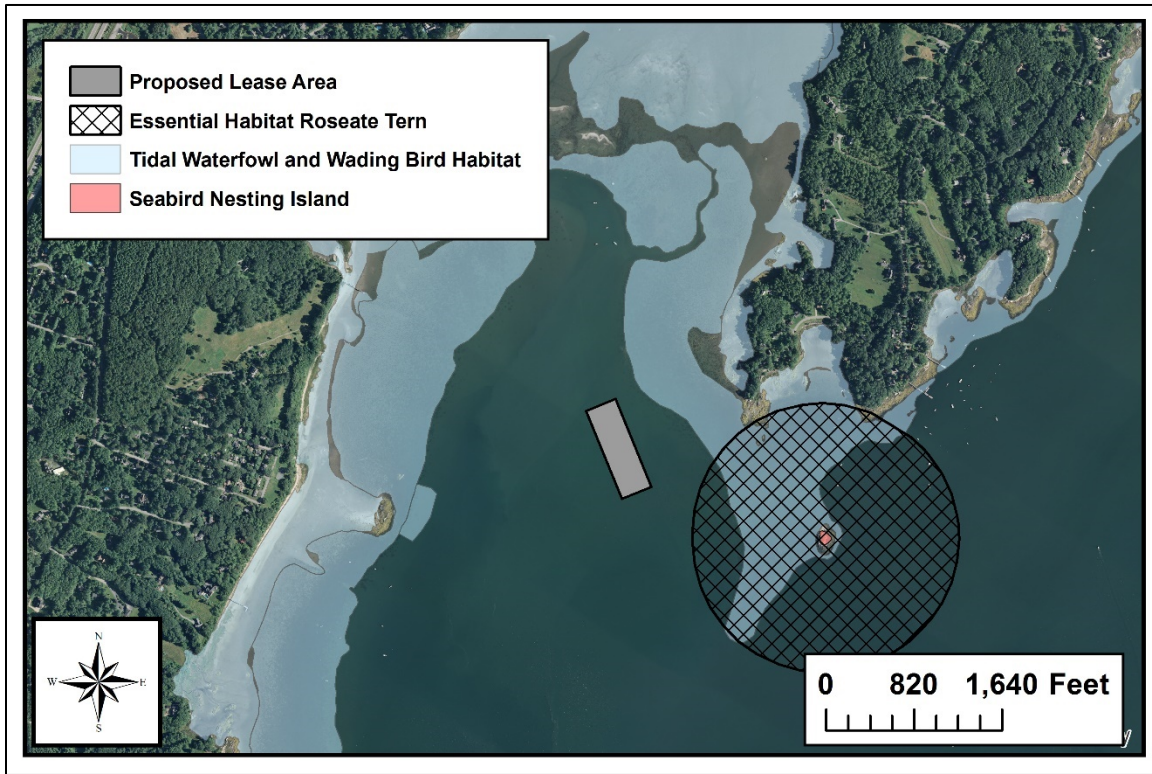 Proposed Lease Area
Essential Habitat Roseate Tern
Tidal Waterfowl and Wading Bird Habitat
Seabird Nesting Island
N
W E
S
0 820 1,640 Feet